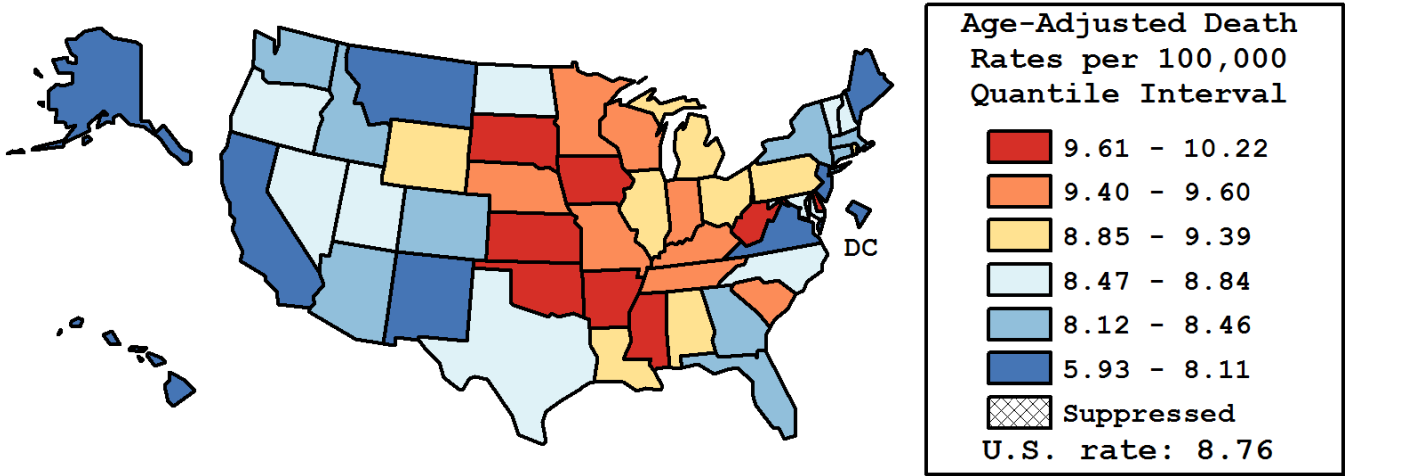 Age-Adjusted Death
Rates per 100,000
Quantile Interval
9.61 - 10.22
9.40 - 9.60
8.85 - 9.39
8.47 - 8.84
8.12 - 8.46
5.93 - 8.11
Suppressed
U.S. rate: 8.76
DC